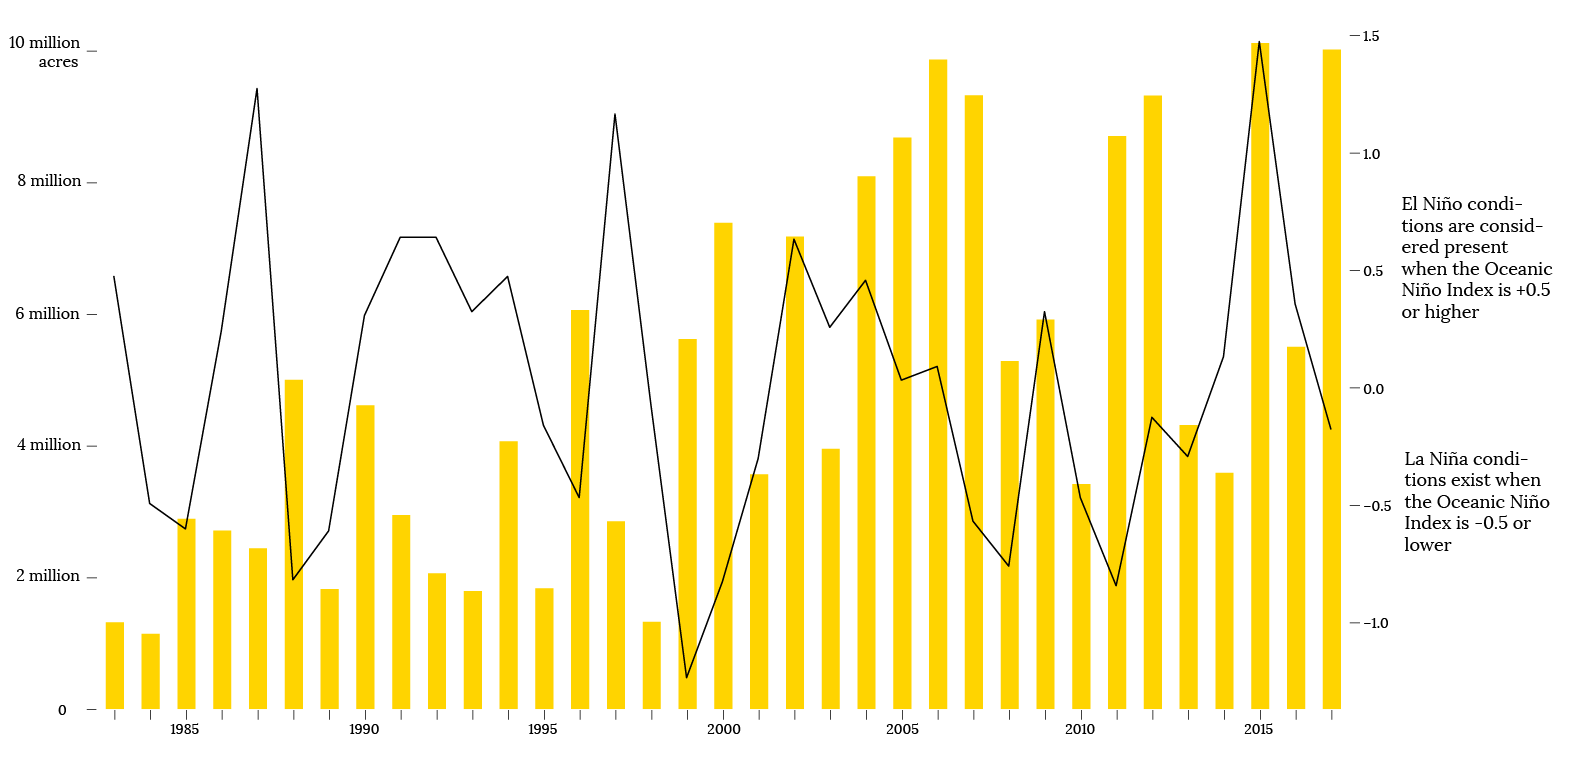 10 million
acres
8 million
6 million
4 million
2 million
0
1985
1990
1995
2000
2005
2010
2015
1.5
1.0
0.5
0.0
−0.5
−1.0
El Niño condi-
tions are consid-
ered present
when the Oceanic
Niño Index is +0.5
or higher
La Niña condi-
tions exist when
the Oceanic Niño
Index is -0.5 or
lower